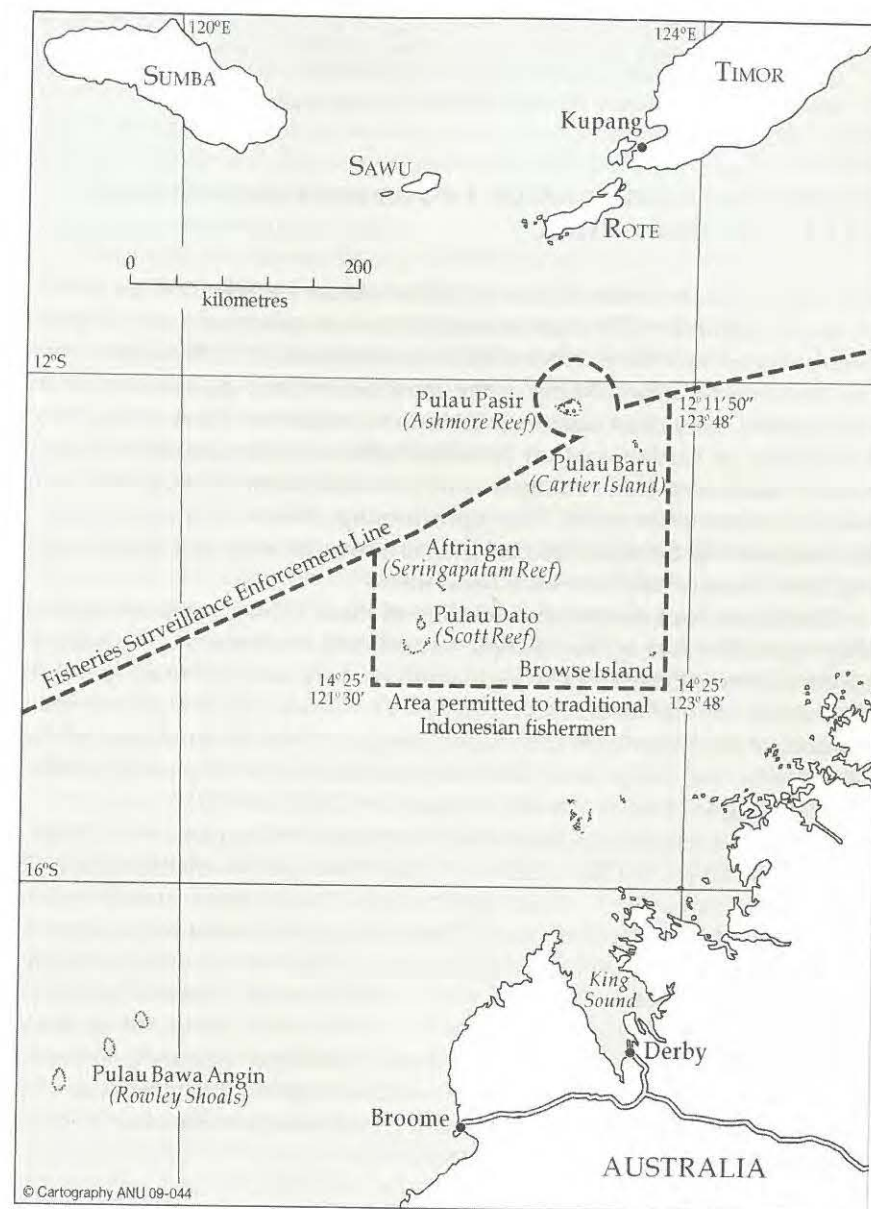 120°E
124°E
SUMBA
TIMOR
Kupang
SAWU
ROTE
0
200
kilometres
12°S
Pulau Pasir
(Ashmore Reef)
12°11'50"
123°48'
Pulau Baru
(Cartier Island)
Fisheries Surveillance Enforcement Line
Aftringan
(Seringapatam Reef)
Pulau Dato
(Scott Reef)
Browse Island
14°25'
121°30'
14°25'
123°48'
Area permitted to traditional
Indonesian fishermen
16°S
King
Sound
Derby
Pulau Bawa Angin
(Rowley Shoals)
Broome
AUSTRALIA
© Cartography ANU 09-044